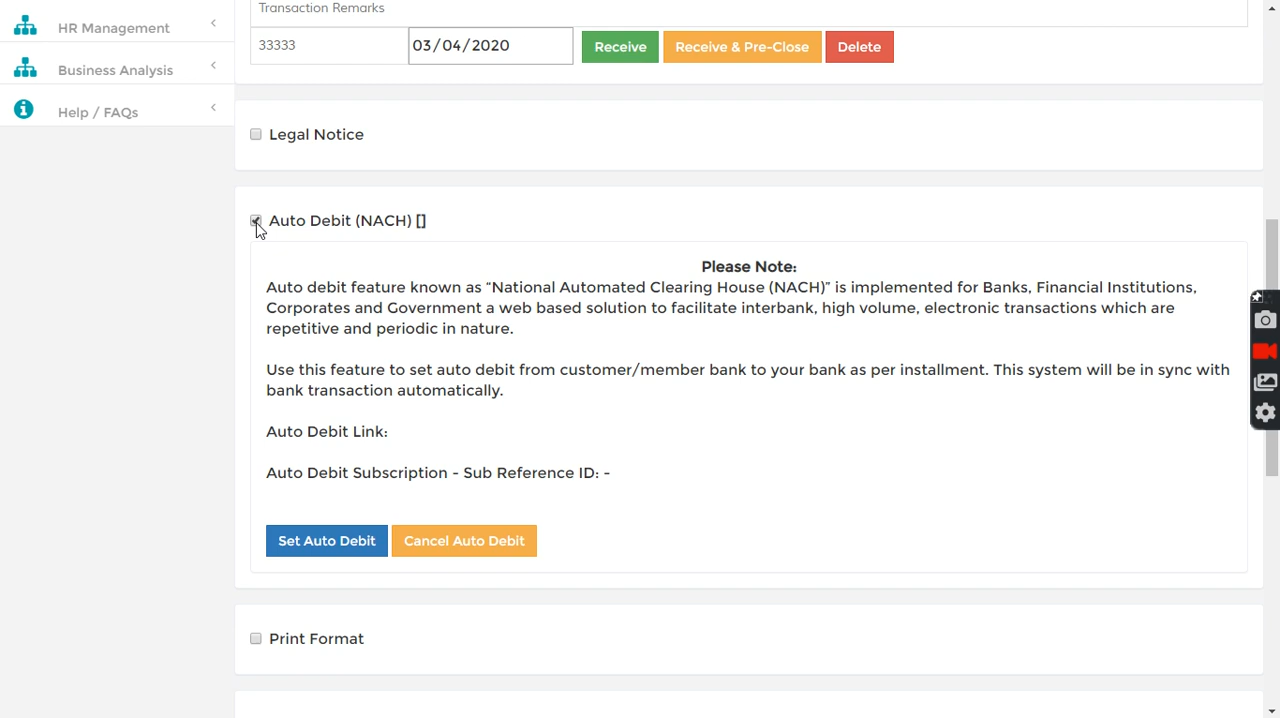 Transaction Remarks
HR Management
33333 03/04/2020 Receive Receive & Pre-Close Delete
Business Analysis
Help / FAQs
Legal Notice
Auto Debit (NACH) []
Please Note:
Auto debit feature known as “National Automated Clearing House (NACH)” is implemented for Banks, Financial Institutions,
Corporates and Government a web based solution to facilitate interbank, high volume, electronic transactions which are
repetitive and periodic in nature.
Use this feature to set auto debit from customer/member bank to your bank as per installment. This system will be in sync with
bank transaction automatically.
Auto Debit Link:
Auto Debit Subscription - Sub Reference ID: -
Set Auto Debit Cancel Auto Debit
Print Format